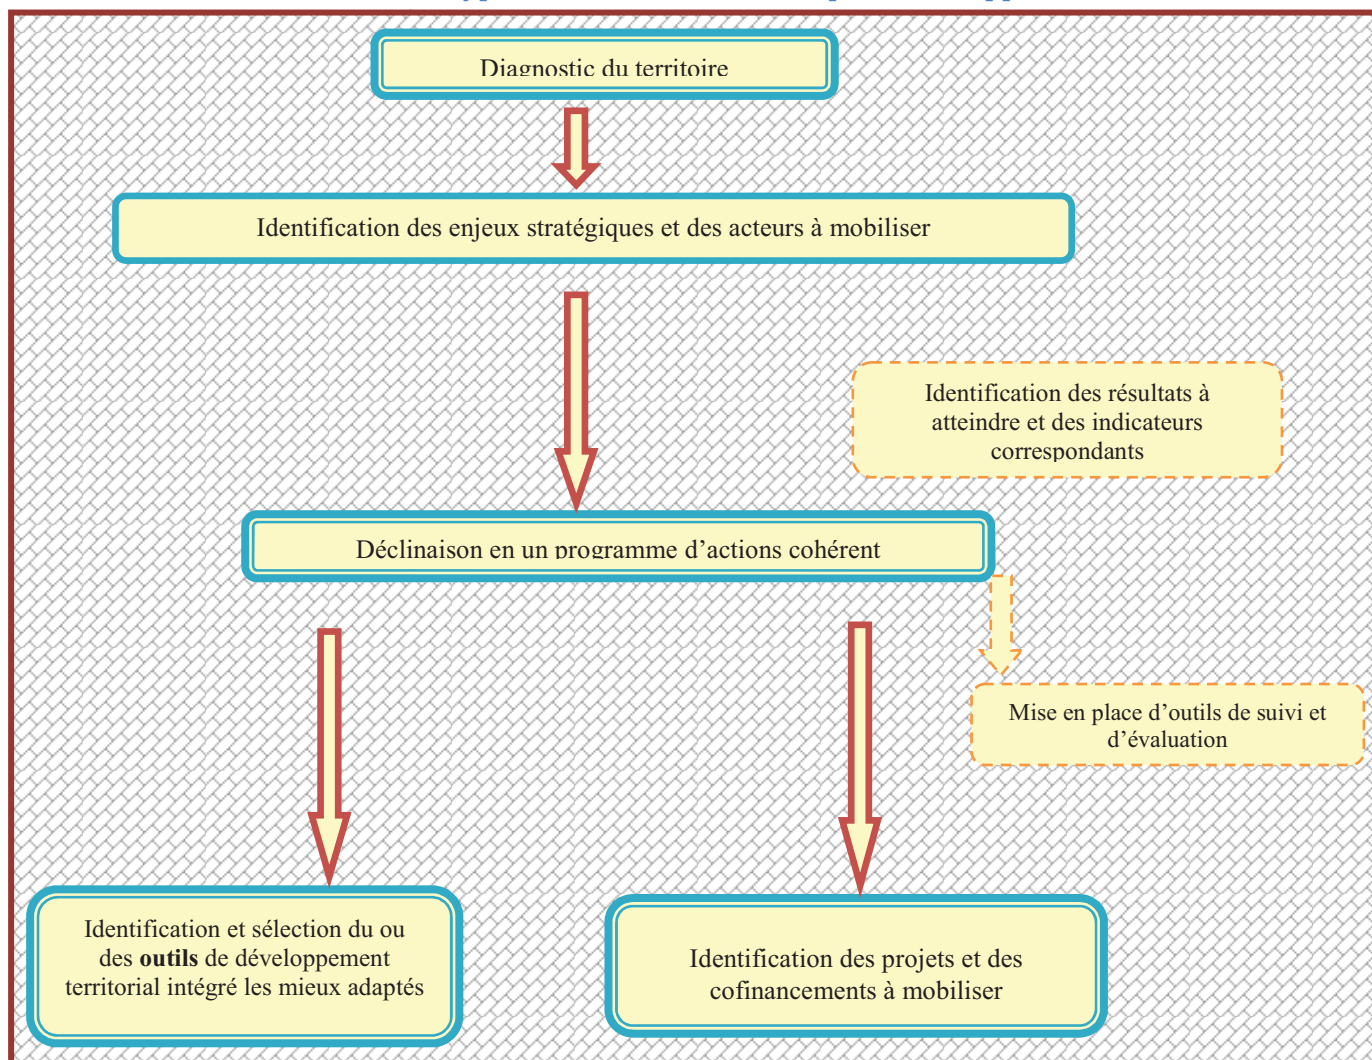 Diagnostic du territoire
Identification des enjeux stratégiques et des acteurs à mobiliser
Identification des résultats à
atteindre et des indicateurs
correspondants
Déclinaison en un programme d’actions cohérent
Mise en place d’outils de suivi et
d’évaluation
Identification et sélection du ou
des outils de développement
territorial intégré les mieux adaptés
Identification des projets et des
cofinancements à mobiliser